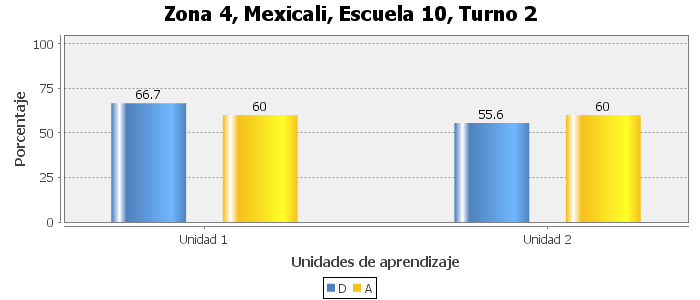 Zona 4, Mexicali, Escuela 10, Turno 2
Porcentaje
100
75
50
25
0
66.7
60
55.6
60
Unidad 1
Unidad 2
Unidades de aprendizaje
D A